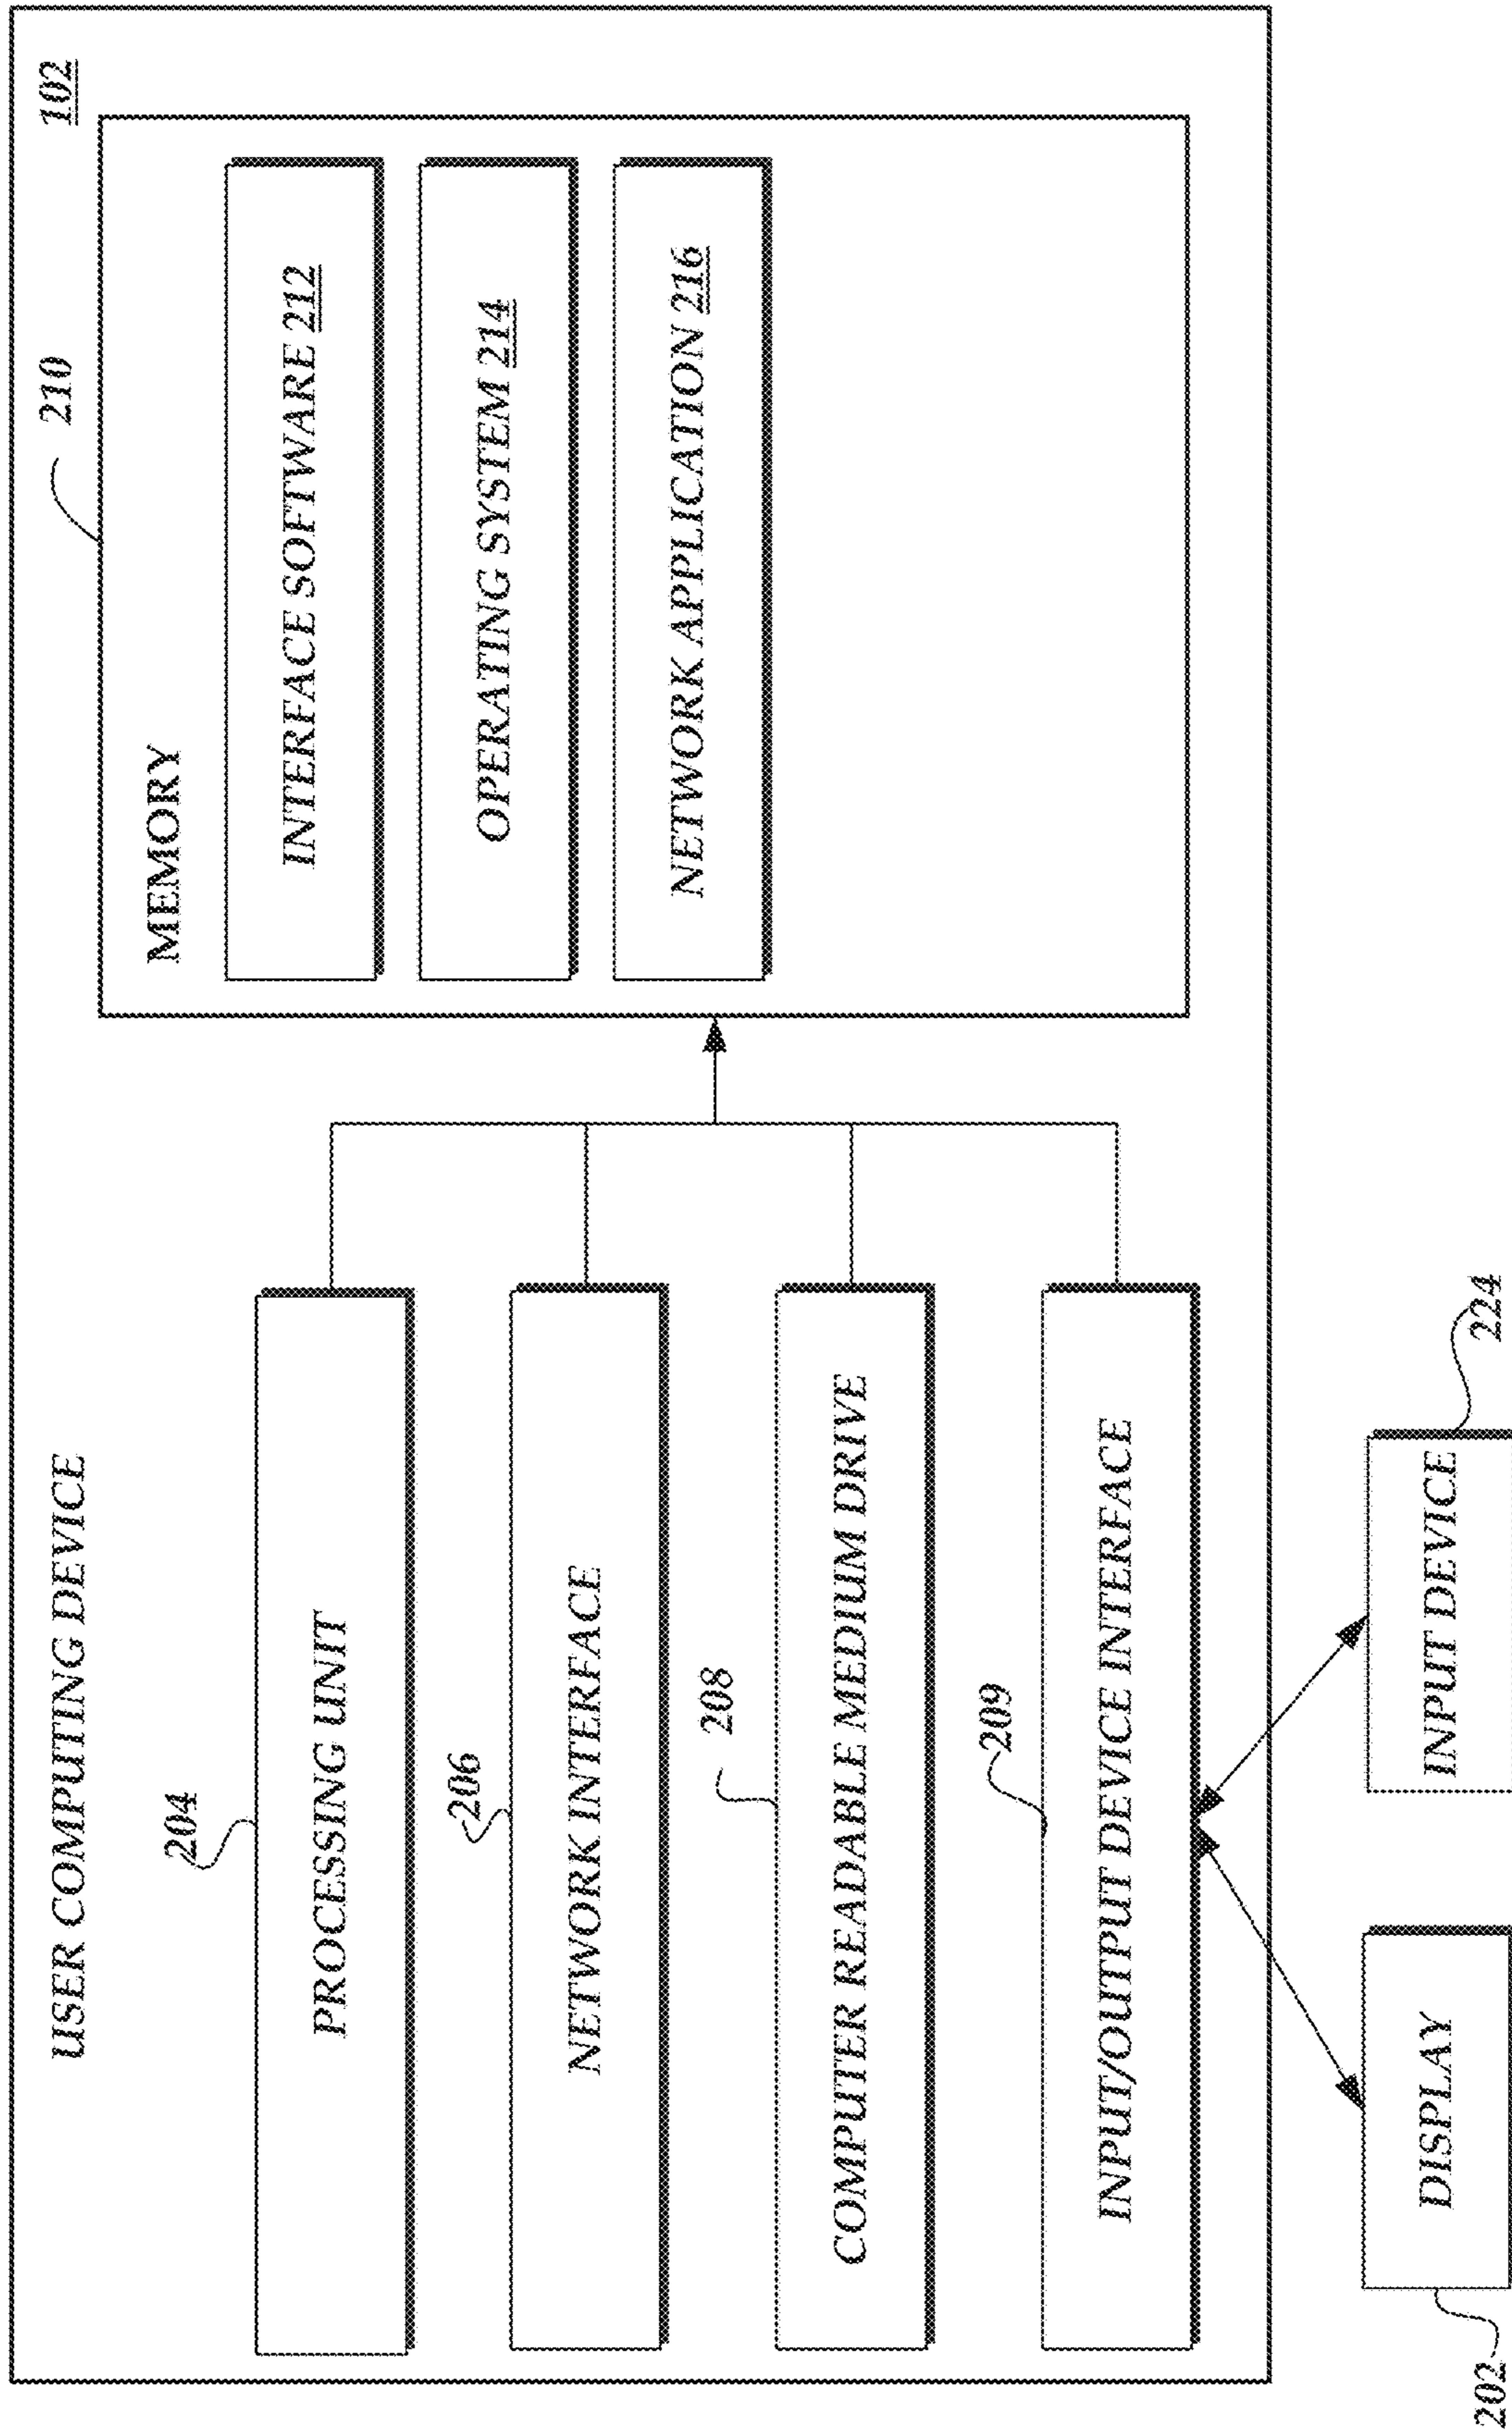 USER COMPUTING DEVICE
102
204
PROCESSING UNIT
206
NETWORK INTERFACE
208
COMPUTER READABLE MEDIUM DRIVE
209
INPUT/OUTPUT DEVICE INTERFACE
210
MEMORY
INTERFACE SOFTWARE 212
OPERATING SYSTEM 214
NETWORK APPLICATION 216
202
DISPLAY
INPUT DEVICE
224